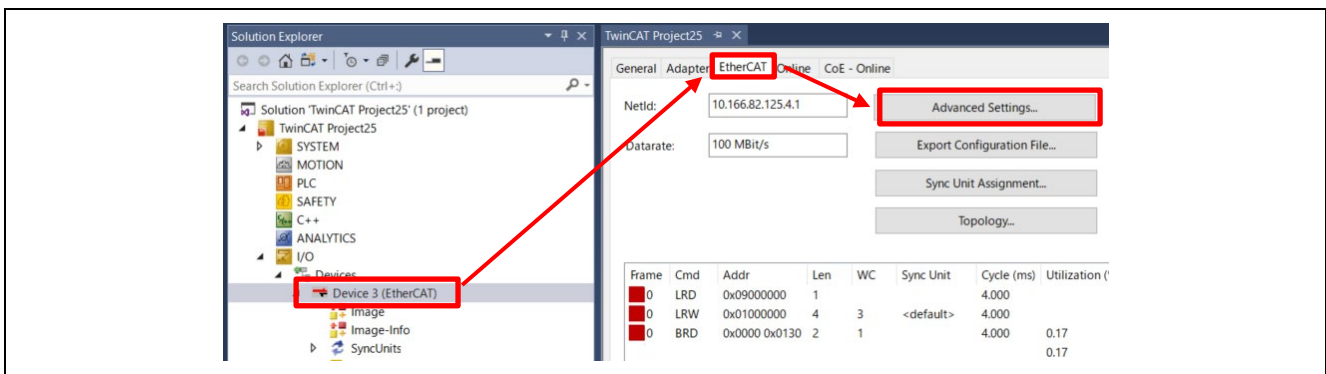 Solution Explorer
Search Solution Explorer (Ctrl+:)
Solution 'TwinCAT Project25' (1 project)
TwinCAT Project25
SYSTEM
MOTION
PLC
SAFETY
C++
ANALYTICS
I/O
Devices
Device 3 (EtherCAT)
Image
Image-Info
SyncUnits
TwinCAT Project25
General Adapter EtherCAT Online CoE - Online
NetId: 10.166.82.125.4.1 Advanced Settings...
Datarate: 100 MBit/s Export Configuration File...
Sync Unit Assignment...
Topology...
Frame Cmd Addr Len WC Sync Unit Cycle (ms) Utilization (
0 LRD 0x09000000 1 4.000
0 LRW 0x01000000 4 3 <default> 4.000
0 BRD 0x0000 0x0130 2 1 4.000 0.17
0.17